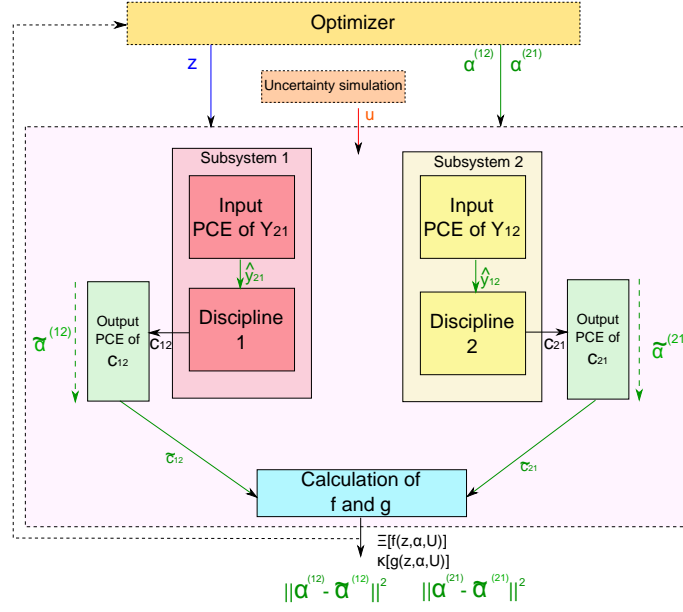 Optimizer
z
α⁽¹²⁾ α⁽²¹⁾
Uncertainty simulation
u
Subsystem 1
Input
PCE of Y₂₁
ŷ₂₁
Discipline
1
c₁₂
Output
PCE of
c₁₂
α̃⁽¹²⁾
c̃₁₂
Subsystem 2
Input
PCE of Y₁₂
ŷ₁₂
Discipline
2
c₂₁
Output
PCE of
c₂₁
α̃⁽²¹⁾
c̃₂₁
Calculation of
f and g
Ξ[f(z,α,U)]
κ[g(z,α,U)]
||α⁽¹²⁾- α̃⁽¹²⁾||² ||α⁽²¹⁾- α̃⁽²¹⁾||²